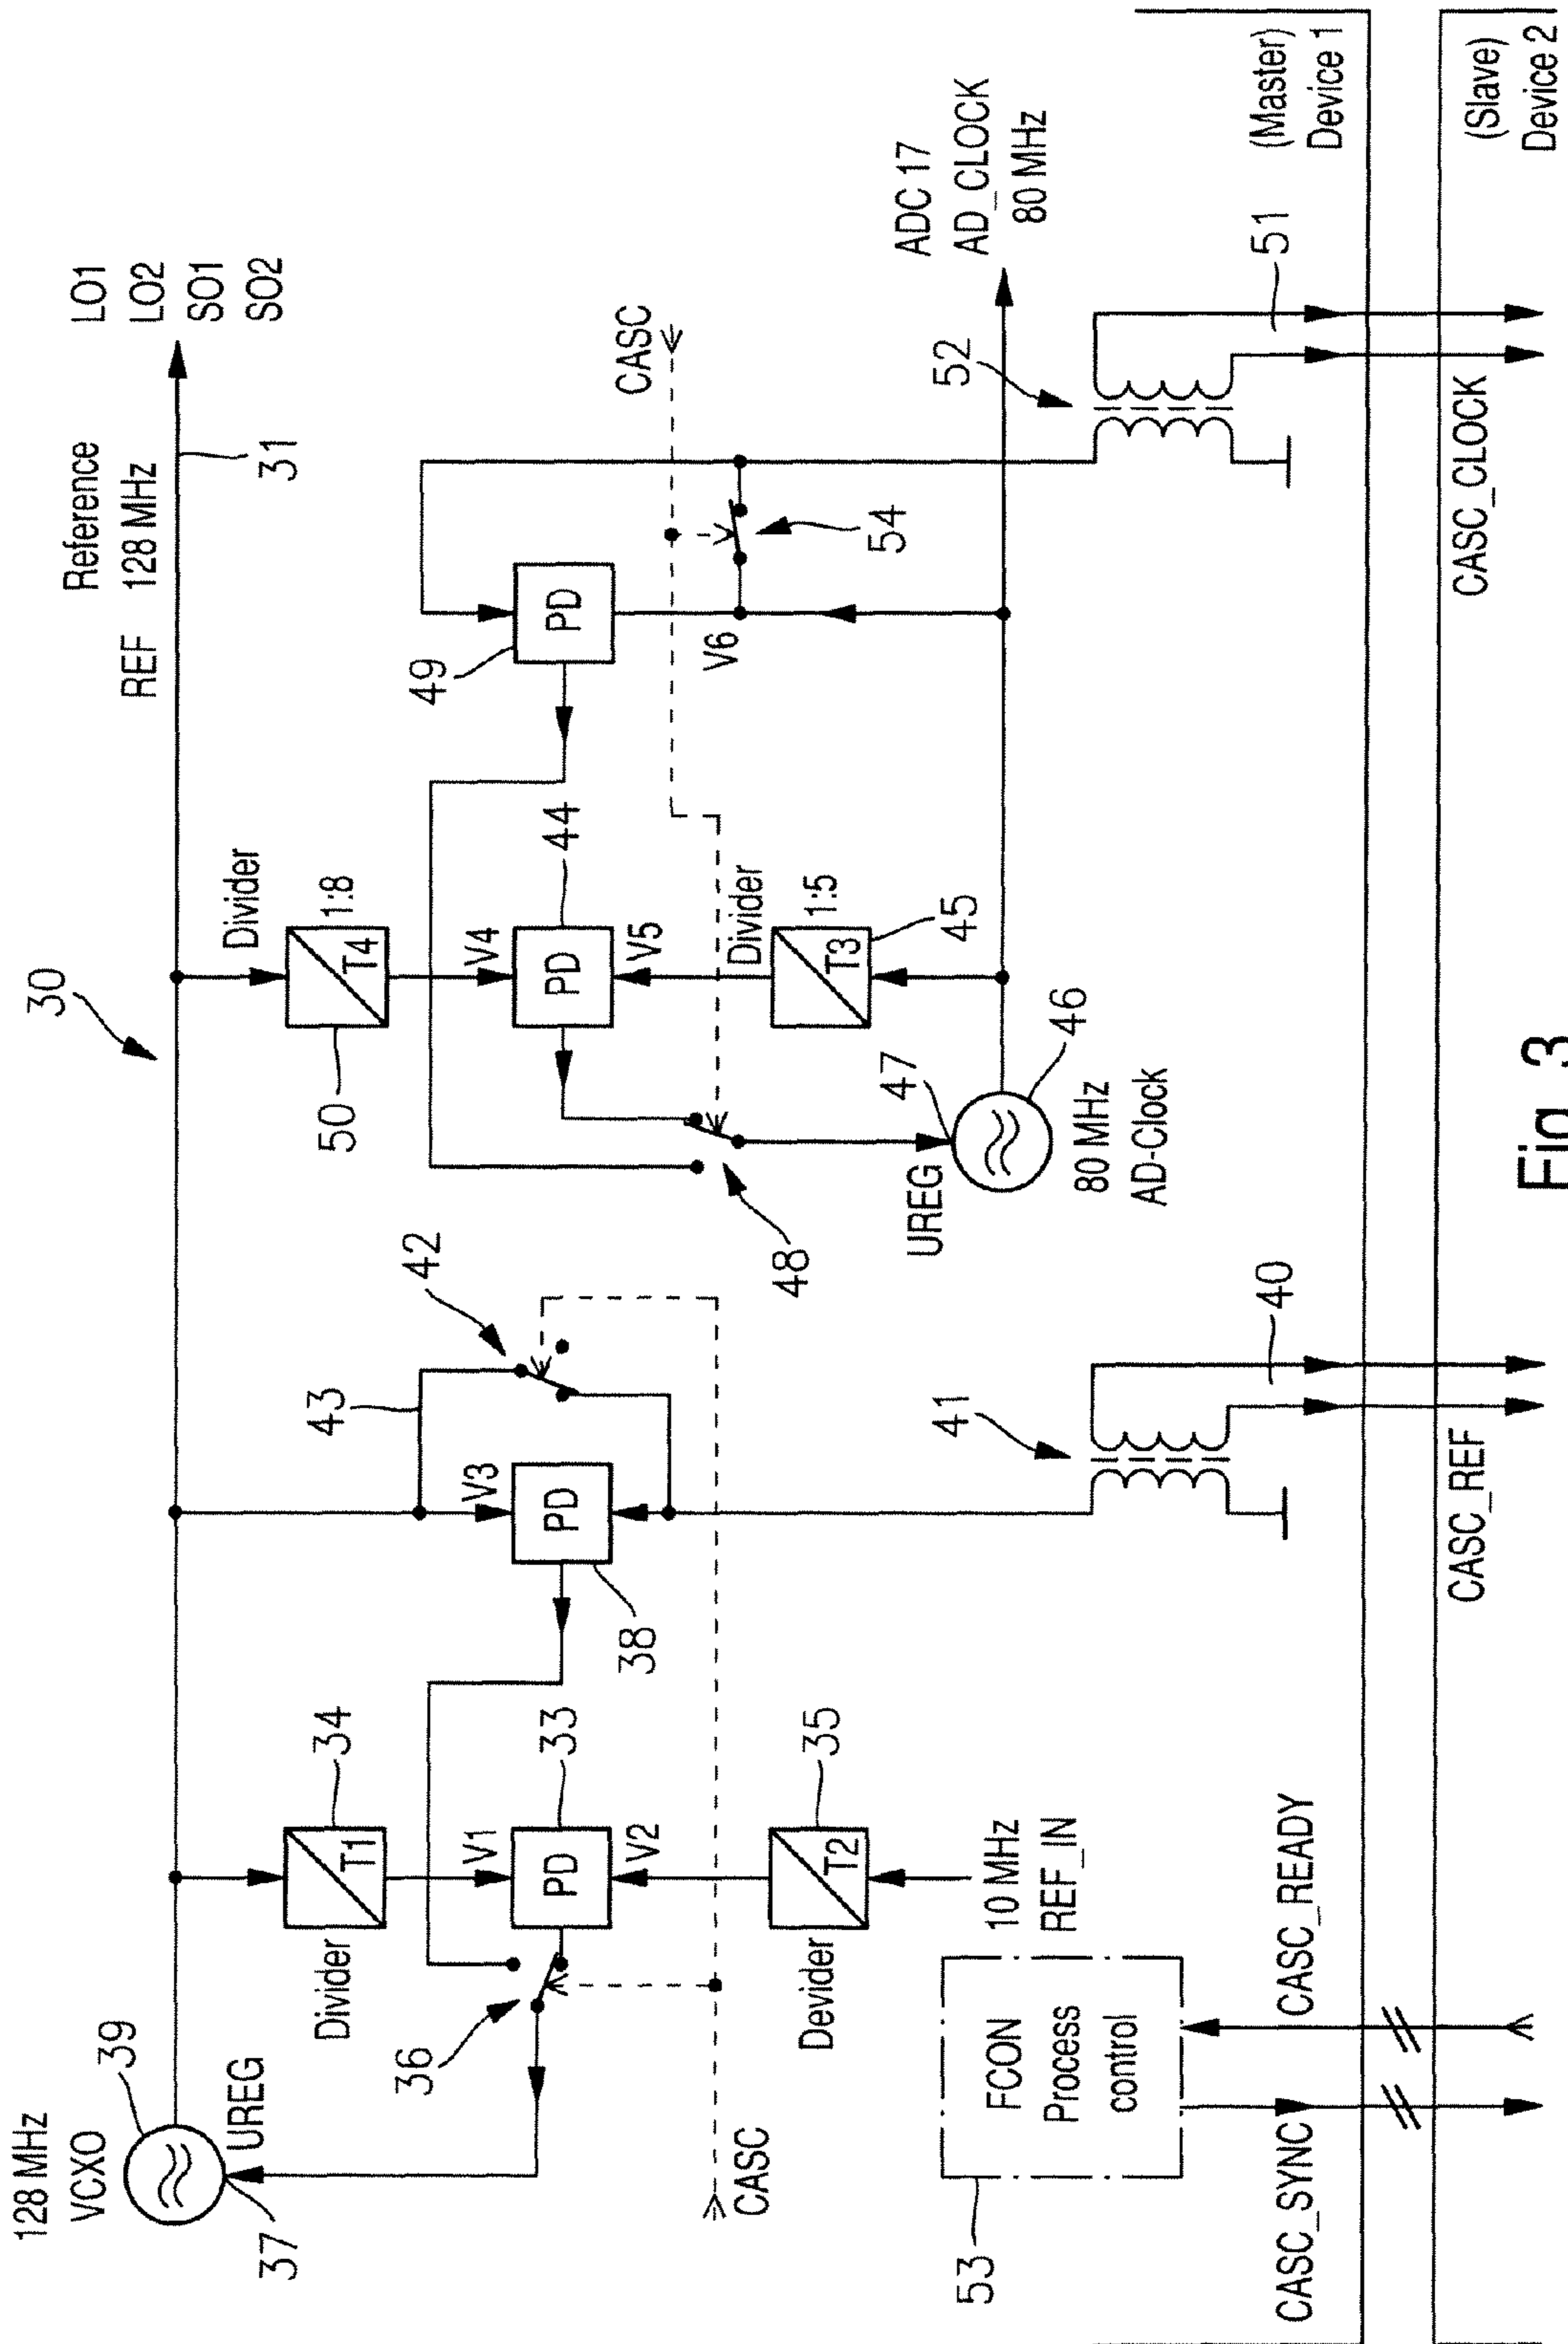 30
Reference
REF 128 MHz
31
LO1
LO2
SO1
SO2
128 MHz
VCXO
39
UREG
37
Divider
T1
34
V1
PD
33
V2
36
Devider
T2
35
10 MHz
REF_IN
CASC
V3
PD
38
43
42
Divider
T4
1:8
50
V4
PD
44
V5
Divider
T3
1:5
45
48
47
UREG
46
80 MHz
AD-Clock
PD
49
V6
54
CASC
ADC 17
AD_CLOCK
80 MHz
52
51
41
40
FCON
Process
control
53
CASC_SYNC
CASC_READY
CASC_REF
CASC_CLOCK
(Master)
Device 1
(Slave)
Device 2
Fig. 3